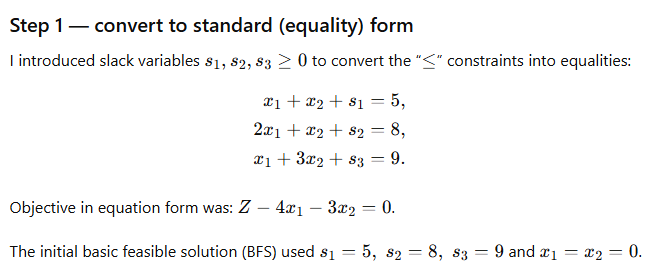 Step 1 — convert to standard (equality) form
I introduced slack variables s₁, s₂, s₃ ≥ 0 to convert the “≤” constraints into equalities:
x₁ + x₂ + s₁ = 5,
2x₁ + x₂ + s₂ = 8,
x₁ + 3x₂ + s₃ = 9.
Objective in equation form was: Z − 4x₁ − 3x₂ = 0.
The initial basic feasible solution (BFS) used s₁ = 5, s₂ = 8, s₃ = 9 and x₁ = x₂ = 0.